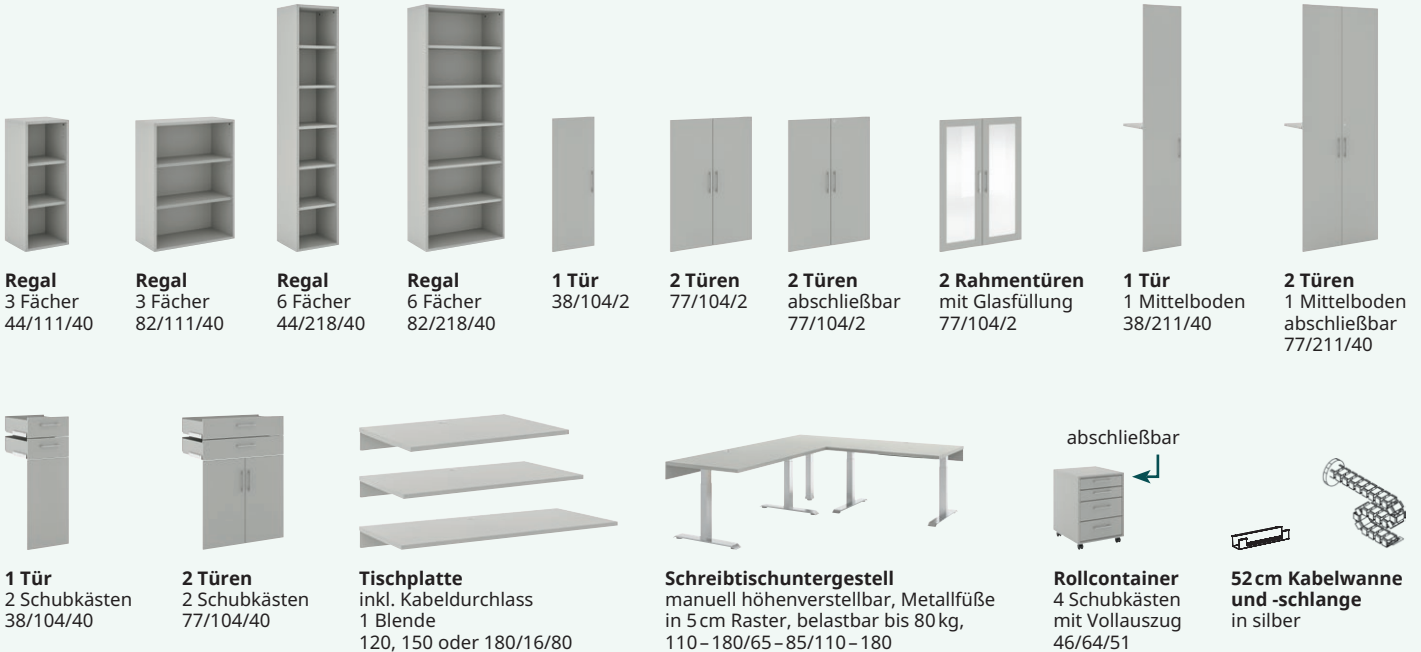 Regal
3 Fächer
44/111/40
Regal
3 Fächer
82/111/40
Regal
6 Fächer
44/218/40
Regal
6 Fächer
82/218/40
1 Tür
38/104/2
2 Türen
77/104/2
2 Türen
abschließbar
77/104/2
2 Rahmentüren
mit Glasfüllung
77/104/2
1 Tür
1 Mittelboden
38/211/40
2 Türen
1 Mittelboden
abschließbar
77/211/40
1 Tür
2 Schubkästen
38/104/40
2 Türen
2 Schubkästen
77/104/40
Tischplatte
inkl. Kabeldurchlass
1 Blende
120, 150 oder 180/16/80
Schreibtischuntergestell
manuell höhenverstellbar, Metallfüße
in 5 cm Raster, belastbar bis 80 kg,
110–180/65–85/110–180
abschließbar
Rollcontainer
4 Schubkästen
mit Vollauszug
46/64/51
52 cm Kabelwanne
und -schlange
in silber